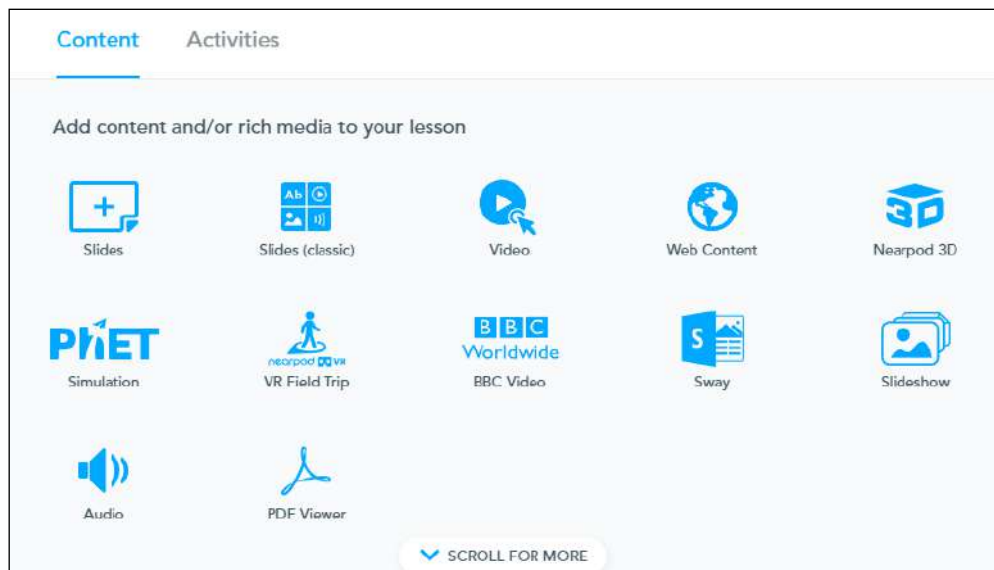 Content Activities
Add content and/or rich media to your lesson
Ab
Slides Slides (classic) Video Web Content Nearpod 3D
3D
PhET
nearpod VR
BBC
Worldwide
S
Simulation VR Field Trip BBC Video Sway Slideshow
Audio PDF Viewer
SCROLL FOR MORE